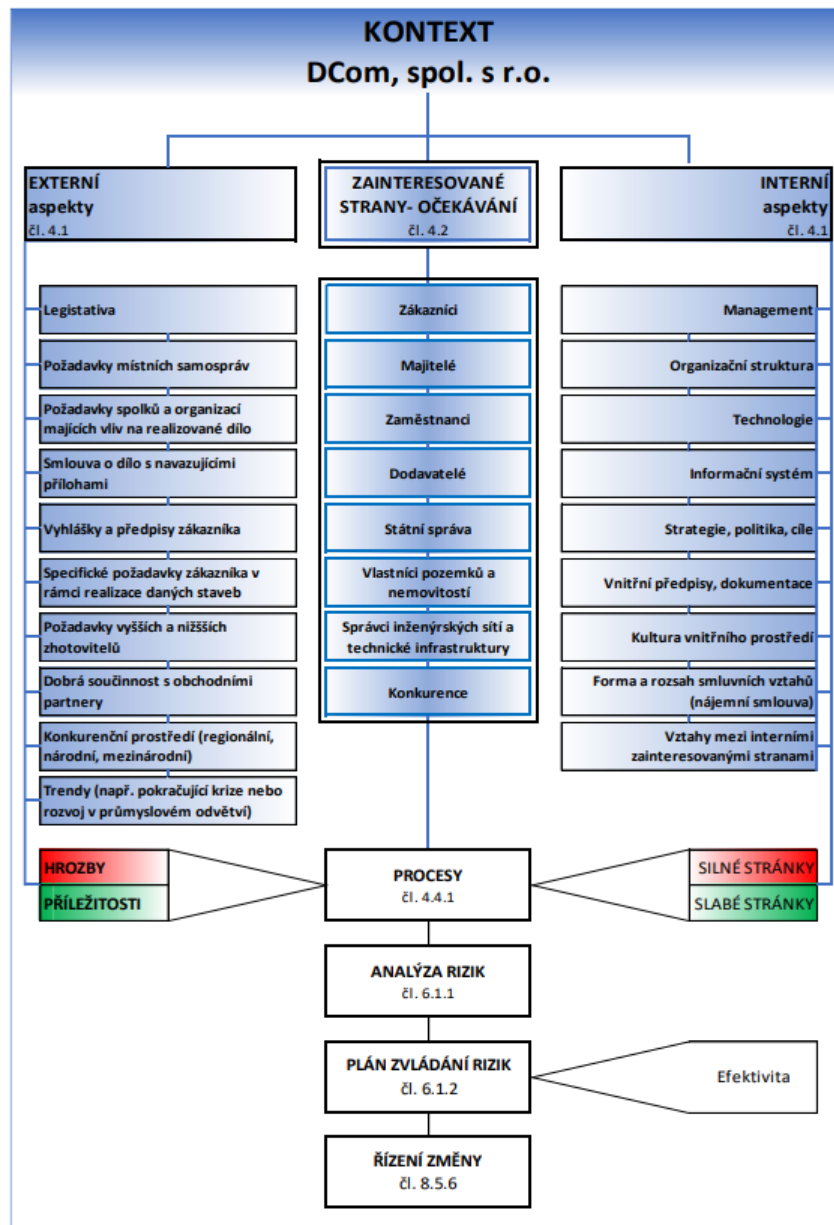 KONTEXT
DCom, spol. s r.o.
EXTERNÍ
aspekty
čl. 4.1
ZAINTERESOVANÉ
STRANY- OČEKÁVÁNÍ
čl. 4.2
INTERNÍ
aspekty
čl. 4.1
Legistativa
Požadavky místních samospráv
Požadavky spolků a organizací
majících vliv na realizované dílo
Smlouva o dílo s navazujícími
přílohami
Vyhlášky a předpisy zákazníka
Specifické požadavky zákazníka v
rámci realizace daných staveb
Požadavky vyšších a nižšších
zhotovitelů
Dobrá součinnost s obchodními
partnery
Konkurenční prostředí (regionální,
národní, mezinárodní)
Trendy (např. pokračující krize nebo
rozvoj v průmyslovém odvětví)
Zákazníci
Majitelé
Zaměstnanci
Dodavatelé
Státní správa
Vlastníci pozemků a
nemovitostí
Správci inženýrských sítí a
technické infrastruktury
Konkurence
Management
Organizační struktura
Technologie
Informační systém
Strategie, politika, cíle
Vnitřní předpisy, dokumentace
Kultura vnitřního prostředí
Forma a rozsah smluvních vztahů
(nájemní smlouva)
Vztahy mezi interními
zainteresovanými stranami
HROZBY
PŘÍLEŽITOSTI
PROCESY
čl. 4.4.1
SILNÉ STRÁNKY
SLABÉ STRÁNKY
ANALÝZA RIZIK
čl. 6.1.1
PLÁN ZVLÁDÁNÍ RIZIK
čl. 6.1.2
Efektivita
ŘÍZENÍ ZMĚNY
čl. 8.5.6